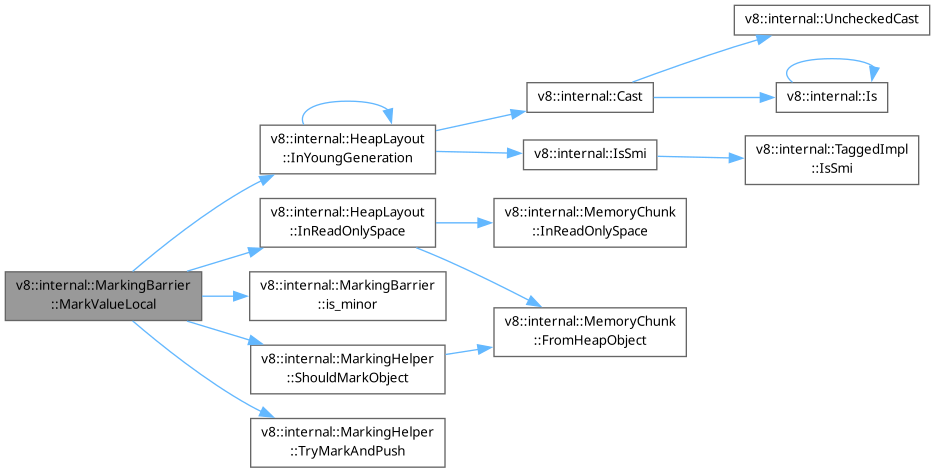 v8::internal::UncheckedCast
v8::internal::Cast
v8::internal::Is
v8::internal::HeapLayout
::InYoungGeneration
v8::internal::IsSmi
v8::internal::TaggedImpl
::IsSmi
v8::internal::HeapLayout
::InReadOnlySpace
v8::internal::MemoryChunk
::InReadOnlySpace
v8::internal::MarkingBarrier
::MarkValueLocal
v8::internal::MarkingBarrier
::is_minor
v8::internal::MemoryChunk
::FromHeapObject
v8::internal::MarkingHelper
::ShouldMarkObject
v8::internal::MarkingHelper
::TryMarkAndPush